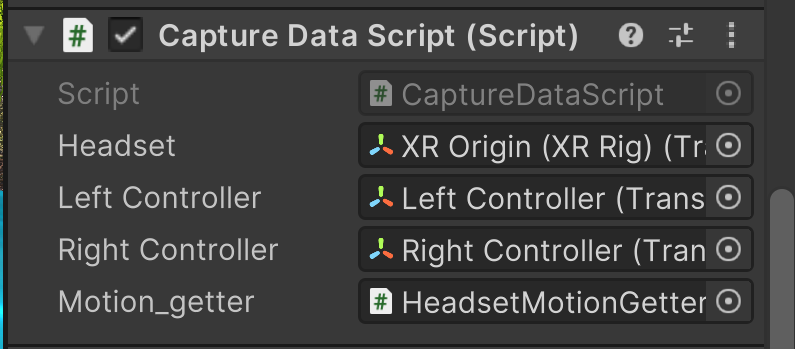 Capture Data Script (Script)
Script CaptureDataScript
Headset XR Origin (XR Rig) (Tr
Left Controller Left Controller (Trans
Right Controller Right Controller (Tran
Motion_getter HeadsetMotionGetter